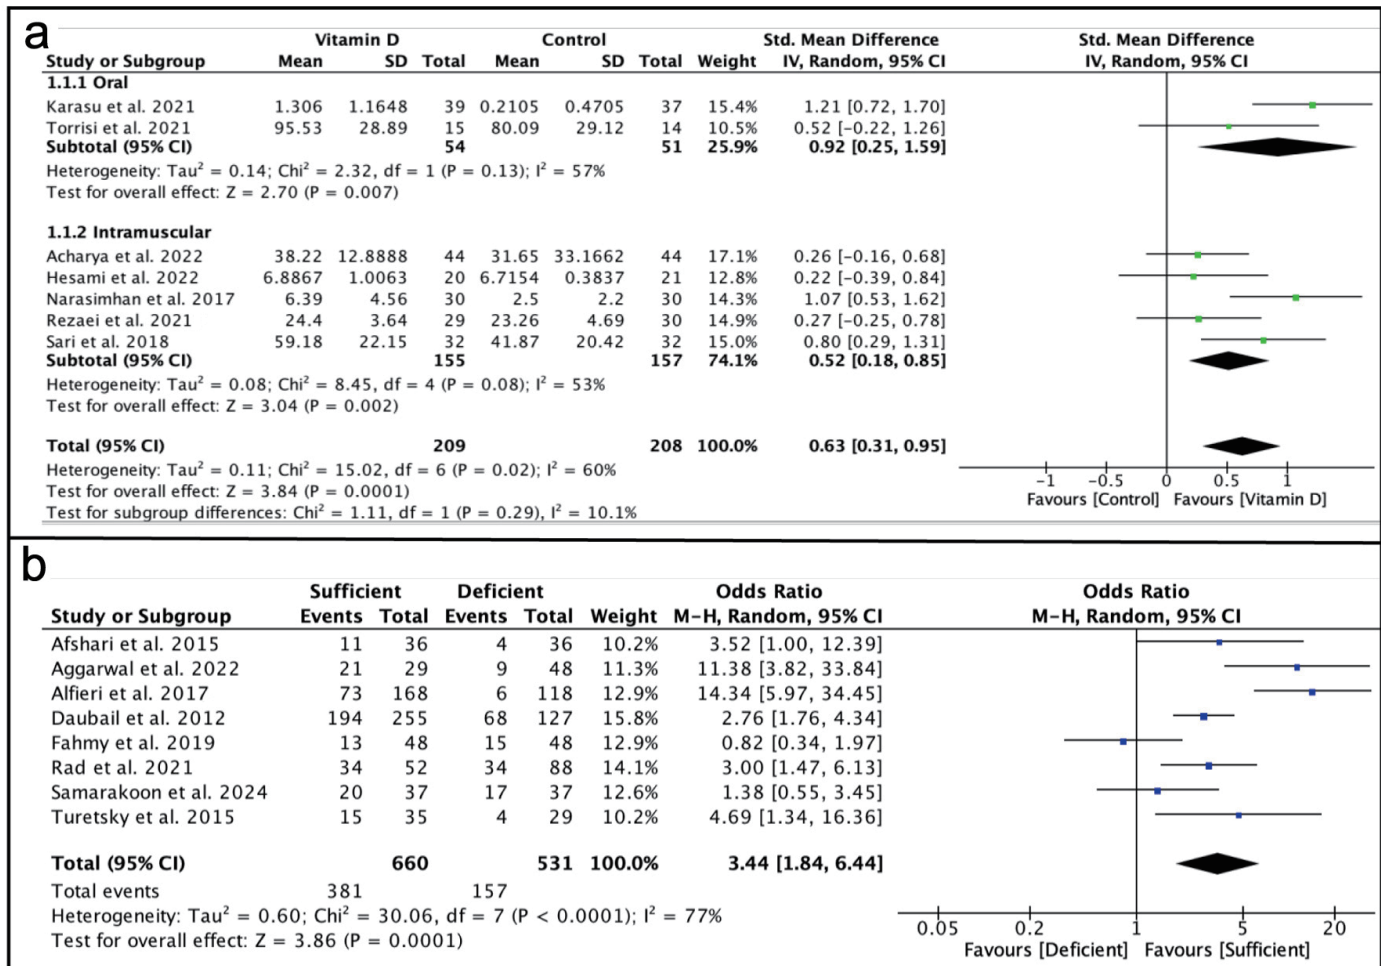 a
Vitamin D Control Std. Mean Difference Std. Mean Difference
Study or Subgroup Mean SD Total Mean SD Total Weight IV, Random, 95% CI IV, Random, 95% CI
1.1.1 Oral
Karasu et al. 2021 1.306 1.1648 39 0.2105 0.4705 37 15.4% 1.21 [0.72, 1.70]
Torrisi et al. 2021 95.53 28.89 15 80.09 29.12 14 10.5% 0.52 [−0.22, 1.26]
Subtotal (95% CI) 54 51 25.9% 0.92 [0.25, 1.59]
Heterogeneity: Tau² = 0.14; Chi² = 2.32, df = 1 (P = 0.13); I² = 57%
Test for overall effect: Z = 2.70 (P = 0.007)
1.1.2 Intramuscular
Acharya et al. 2022 38.22 12.8888 44 31.65 33.1662 44 17.1% 0.26 [−0.16, 0.68]
Hesami et al. 2022 6.8867 1.0063 20 6.7154 0.3837 21 12.8% 0.22 [−0.39, 0.84]
Narasimhan et al. 2017 6.39 4.56 30 2.5 2.2 30 14.3% 1.07 [0.53, 1.62]
Rezaei et al. 2021 24.4 3.64 29 23.26 4.69 30 14.9% 0.27 [−0.25, 0.78]
Sari et al. 2018 59.18 22.15 32 41.87 20.42 32 15.0% 0.80 [0.29, 1.31]
Subtotal (95% CI) 155 157 74.1% 0.52 [0.18, 0.85]
Heterogeneity: Tau² = 0.08; Chi² = 8.45, df = 4 (P = 0.08); I² = 53%
Test for overall effect: Z = 3.04 (P = 0.002)
Total (95% CI) 209 208 100.0% 0.63 [0.31, 0.95]
Heterogeneity: Tau² = 0.11; Chi² = 15.02, df = 6 (P = 0.02); I² = 60%
Test for overall effect: Z = 3.84 (P = 0.0001)
Test for subgroup differences: Chi² = 1.11, df = 1 (P = 0.29), I² = 10.1%
−1 −0.5 0 0.5 1
Favours [Control] Favours [Vitamin D]
b
Sufficient Deficient Odds Ratio Odds Ratio
Study or Subgroup Events Total Events Total Weight M−H, Random, 95% CI M−H, Random, 95% CI
Afshari et al. 2015 11 36 4 36 10.2% 3.52 [1.00, 12.39]
Aggarwal et al. 2022 21 29 9 48 11.3% 11.38 [3.82, 33.84]
Alfieri et al. 2017 73 168 6 118 12.9% 14.34 [5.97, 34.45]
Daubail et al. 2012 194 255 68 127 15.8% 2.76 [1.76, 4.34]
Fahmy et al. 2019 13 48 15 48 12.9% 0.82 [0.34, 1.97]
Rad et al. 2021 34 52 34 88 14.1% 3.00 [1.47, 6.13]
Samarakoon et al. 2024 20 37 17 37 12.6% 1.38 [0.55, 3.45]
Turetsky et al. 2015 15 35 4 29 10.2% 4.69 [1.34, 16.36]
Total (95% CI) 660 531 100.0% 3.44 [1.84, 6.44]
Total events 381 157
Heterogeneity: Tau² = 0.60; Chi² = 30.06, df = 7 (P < 0.0001); I² = 77%
Test for overall effect: Z = 3.86 (P = 0.0001)
0.05 0.2 1 5 20
Favours [Deficient] Favours [Sufficient]